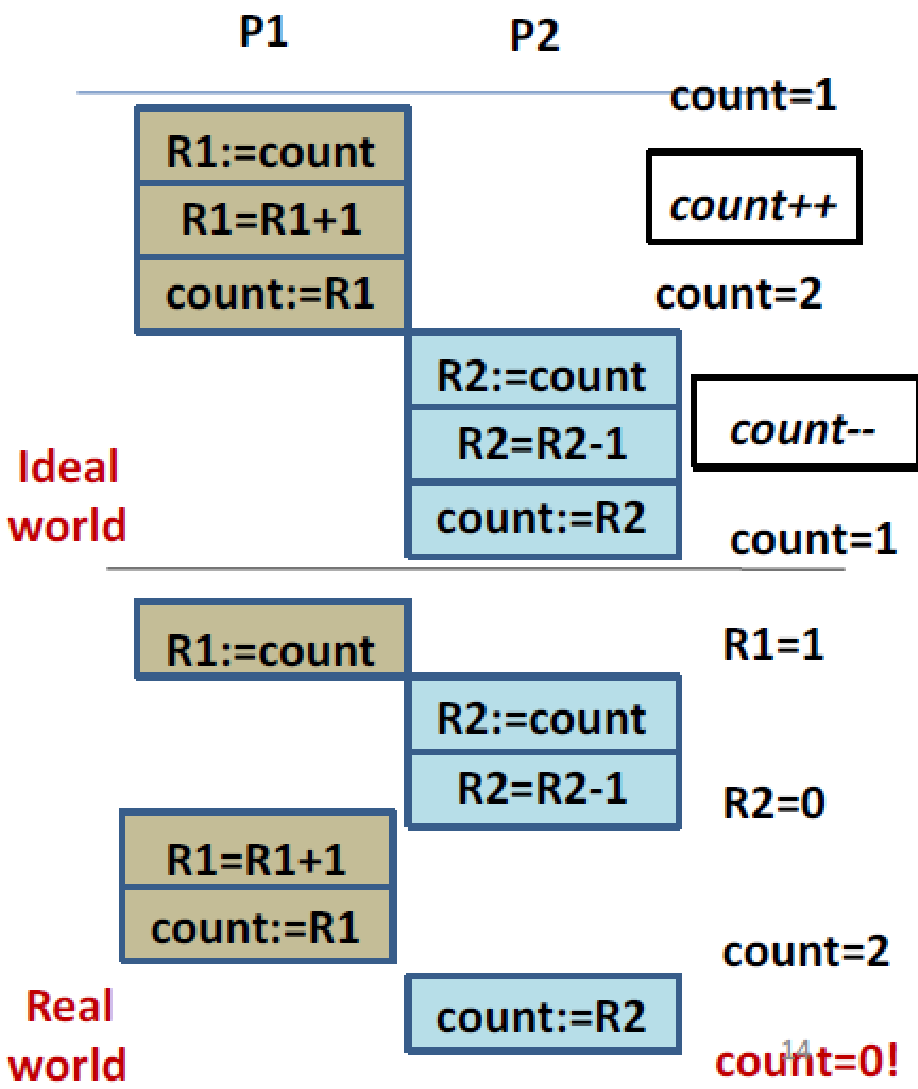 P1 P2
count=1
R1:=count
R1=R1+1
count++
count:=R1
count=2
R2:=count
R2=R2-1
count--
Ideal
world
count:=R2
count=1
R1:=count
R1=1
R2:=count
R2=R2-1
R2=0
R1=R1+1
count:=R1
count=2
Real
world
count:=R2
14
count=0!